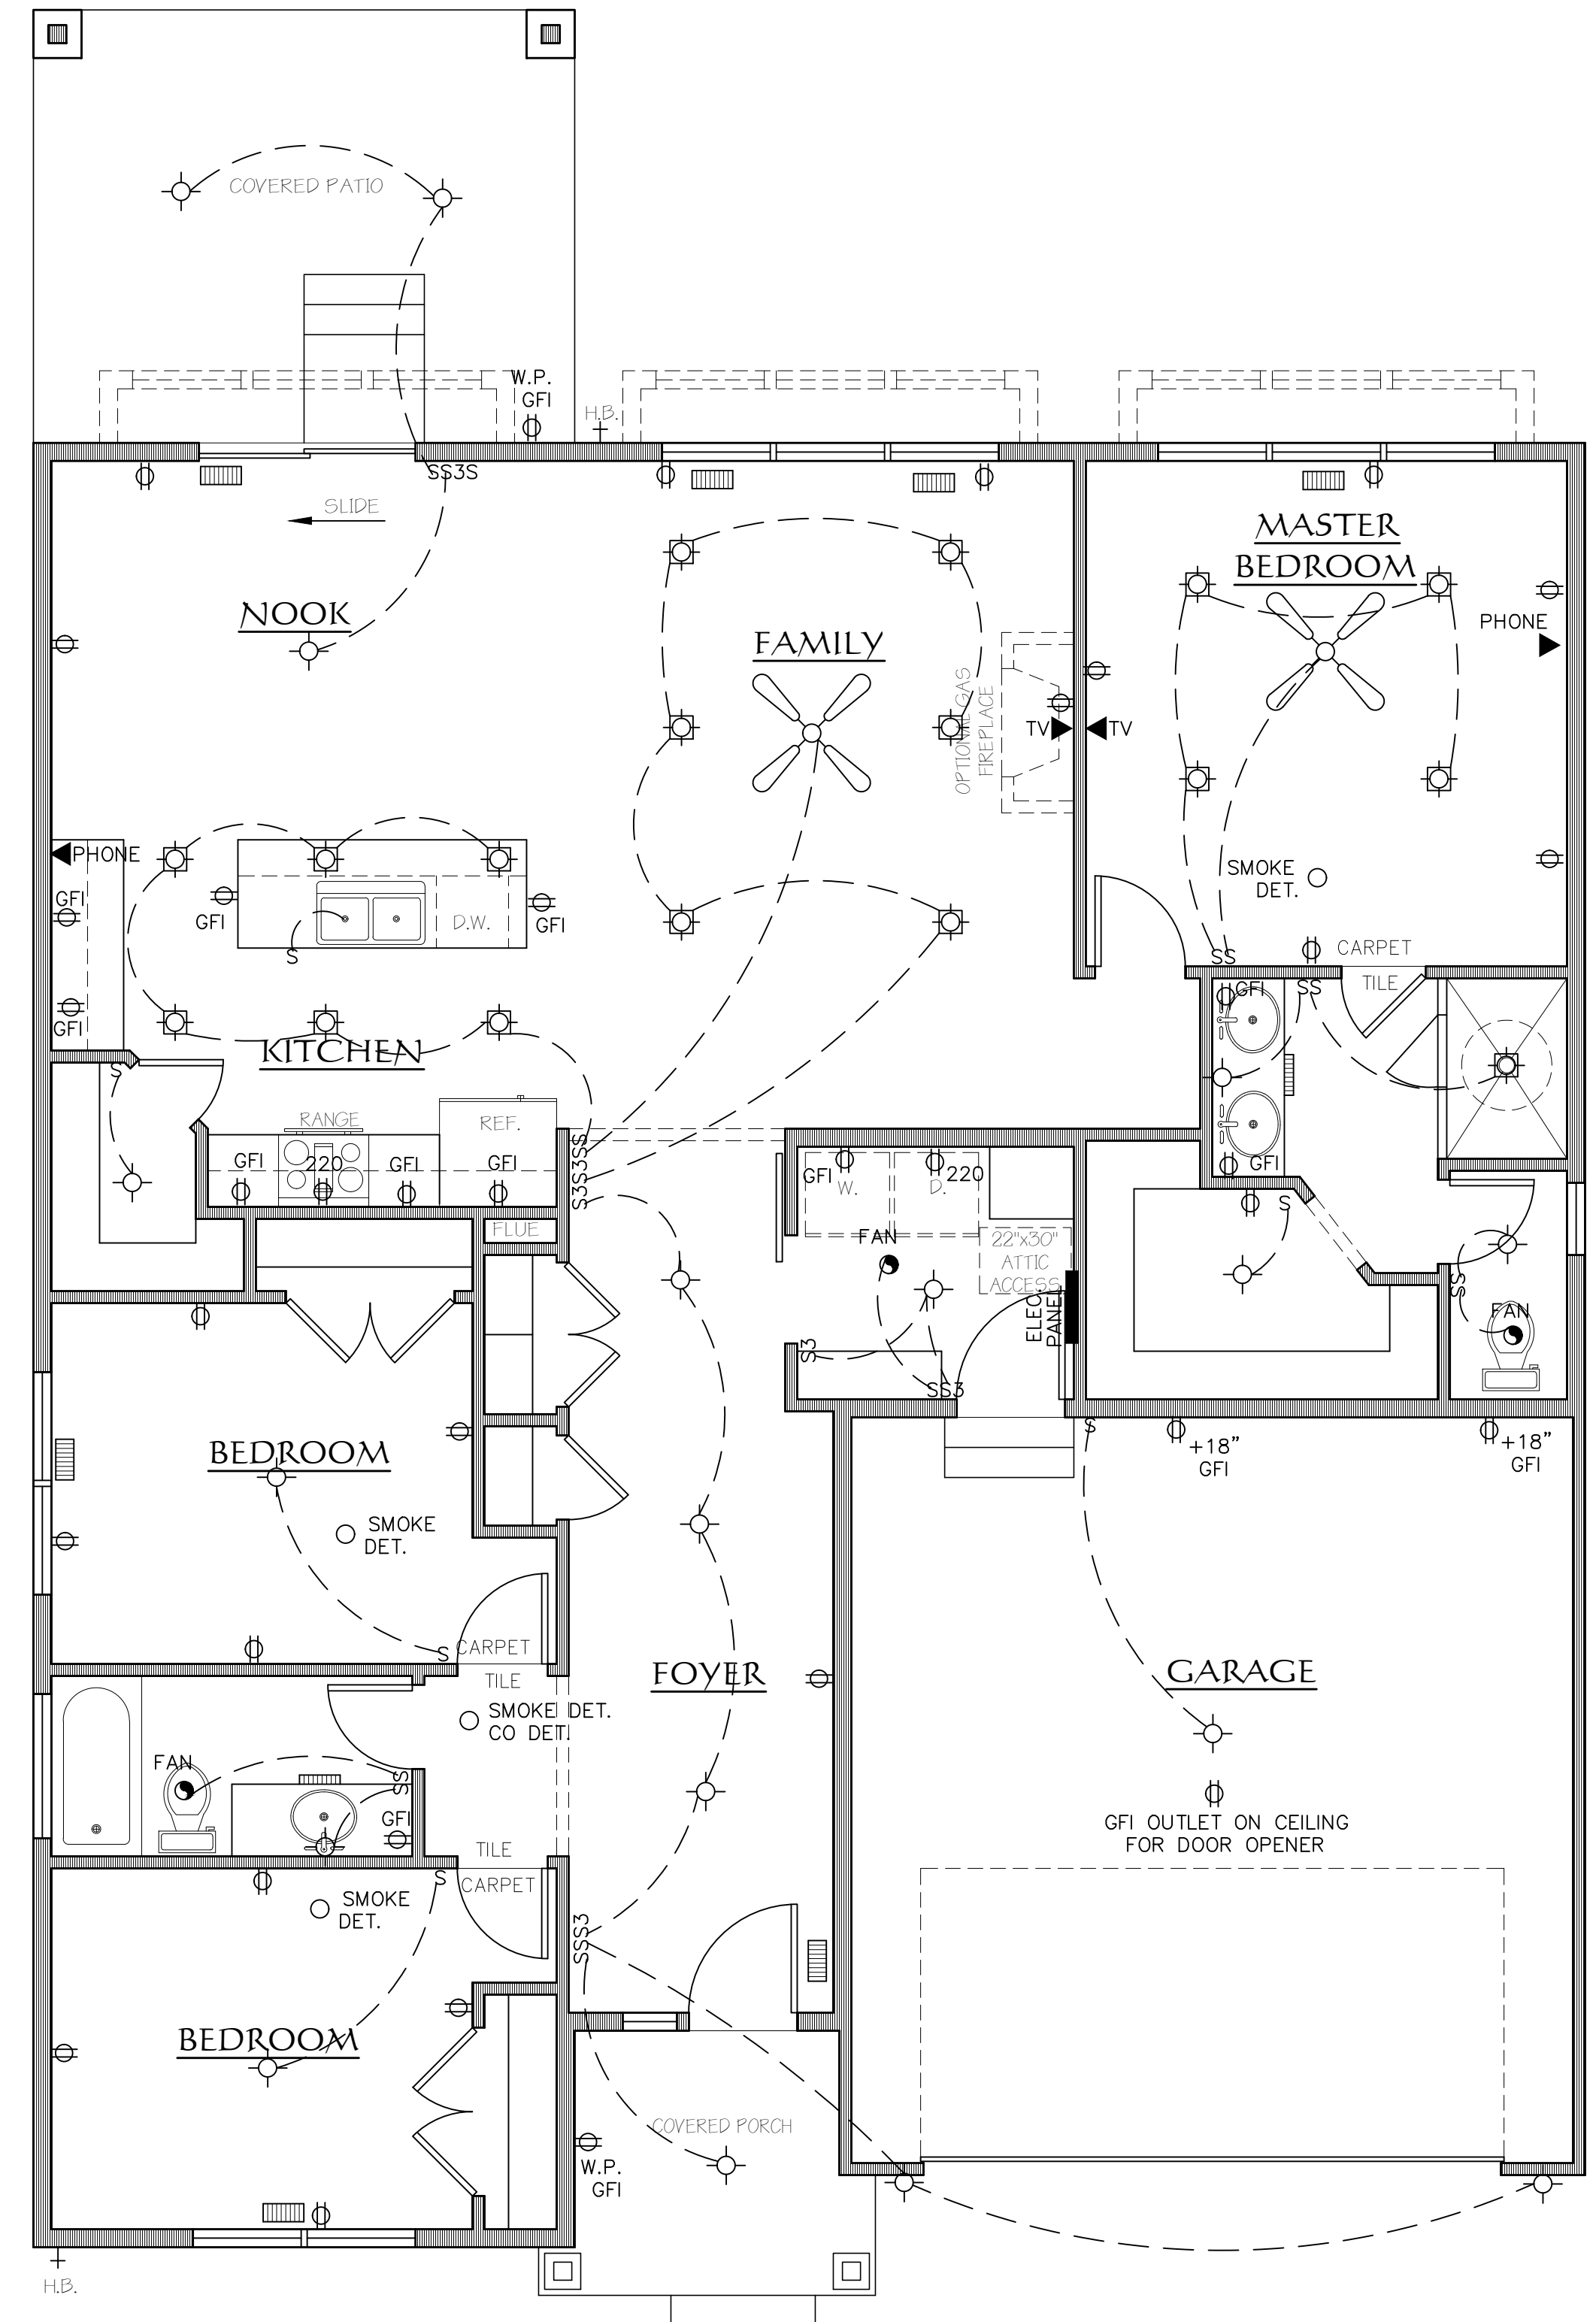 COVERED PATIO
W.P.
GFI
H.B.
SS3S
SLIDE
MASTER
BEDROOM
NOOK
PHONE
FAMILY
OPTIONAL GAS
FIREPLACE
TV
TV
PHONE
SMOKE
DET.
GFI
GFI
D.W.
GFI
S
SS
CARPET
TILE
GFI
SS
GFI
KITCHEN
S
RANGE
REF.
GFI
220
GFI
GFI
S3S3SS
GFI
W.
D.
220
GFI
S
FLUE
FAN
22"x30"
ATTIC
ACCESS
ELEC
PANEL
SS
FAN
S3
SS3
S
+18"
GFI
+18"
GFI
BEDROOM
SMOKE
DET.
S
CARPET
TILE
FOYER
GARAGE
SMOKE DET.
CO DET.
FAN
SS
GFI
GFI OUTLET ON CEILING
FOR DOOR OPENER
TILE
S
CARPET
SMOKE
DET.
SSS3
BEDROOM
COVERED PORCH
W.P.
GFI
H.B.